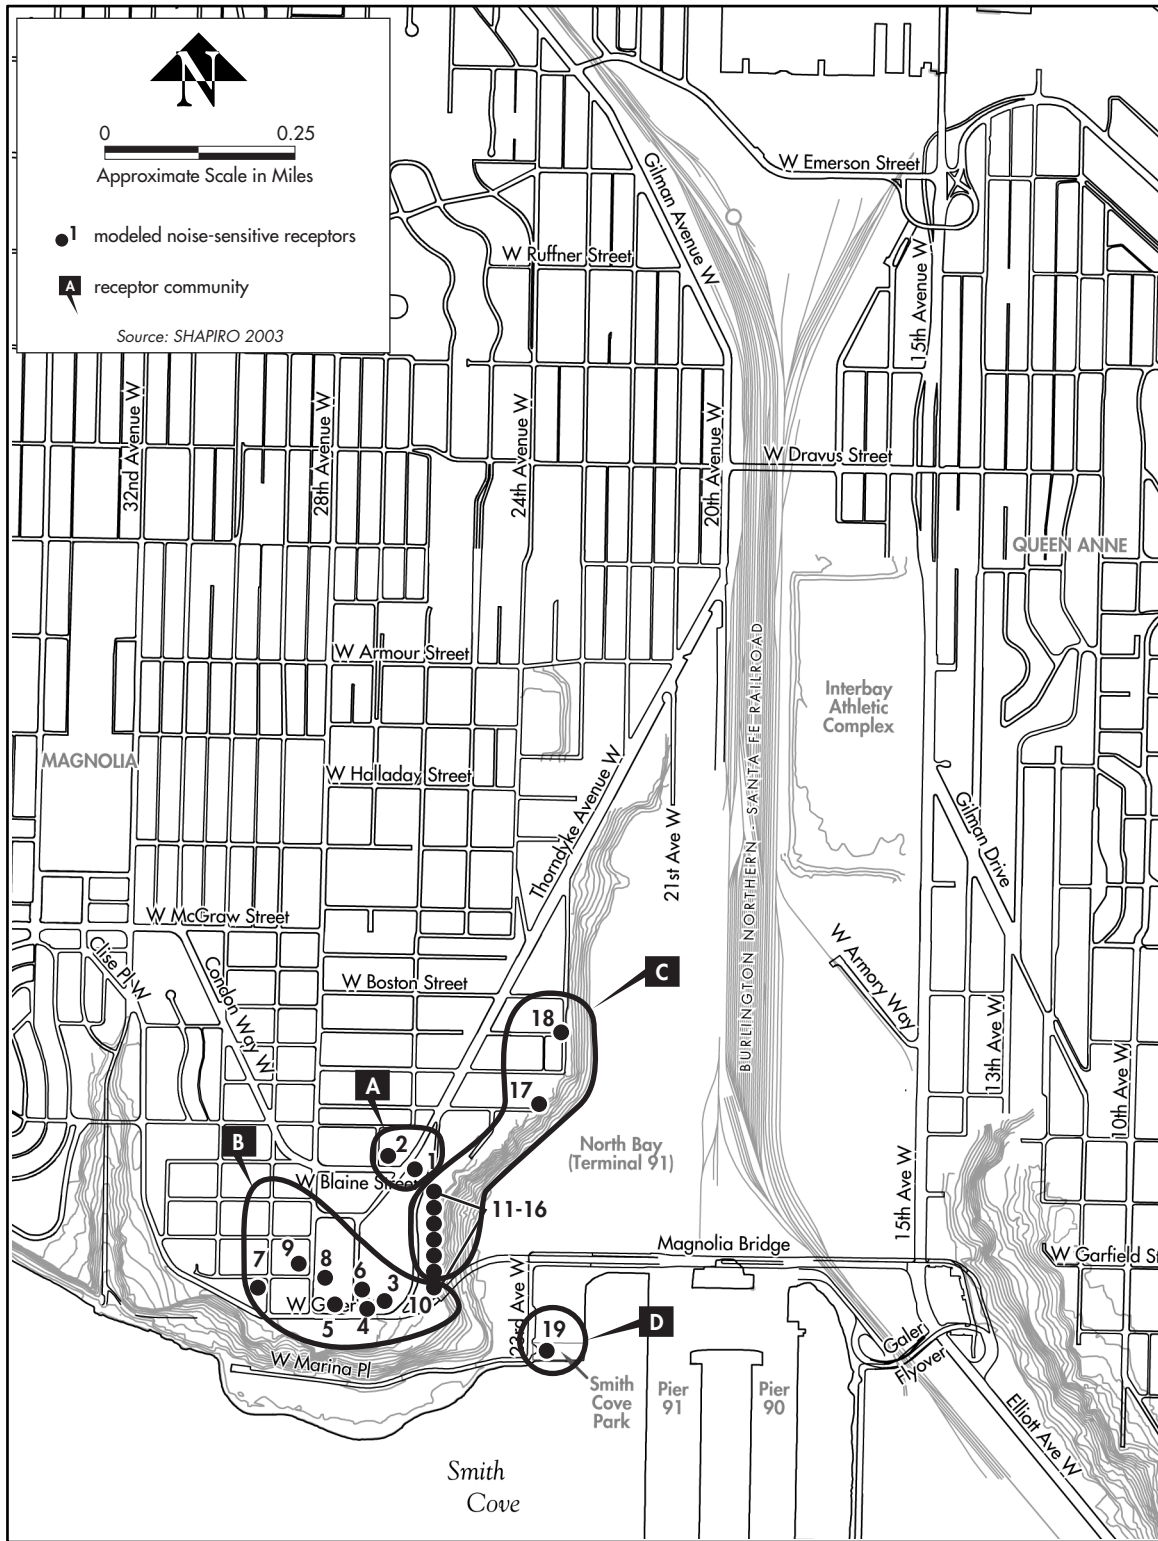 N
0 0.25
Approximate Scale in Miles
1 modeled noise-sensitive receptors
A receptor community
Source: SHAPIRO 2003
W Emerson Street
Gilman Avenue W
W Ruffner Street
15th Avenue W
32nd Avenue W
28th Avenue W
24th Avenue W
20th Avenue W
W Dravus Street
QUEEN ANNE
W Armour Street
BURLINGTON NORTHERN - SANTA FE RAILROAD
Interbay
Athletic
Complex
MAGNOLIA
W Halladay Street
Thorndyke Avenue W
21st Ave W
Gilman Drive
W McGraw Street
Clise Pl W
Condon Way W
W Boston Street
W Armory Way
C
18
13th Ave W
10th Ave W
17
A
2
1
B
W Blaine Street
North Bay
(Terminal 91)
15th Ave W
11-16
Magnolia Bridge
W Garfield St
7
9
8
6
3
10
5
4
23rd Ave W
19
D
W Marina Pl
Smith
Cove
Park
Pier
91
Pier
90
Galer
Flyover
Elliott Ave W
Smith
Cove